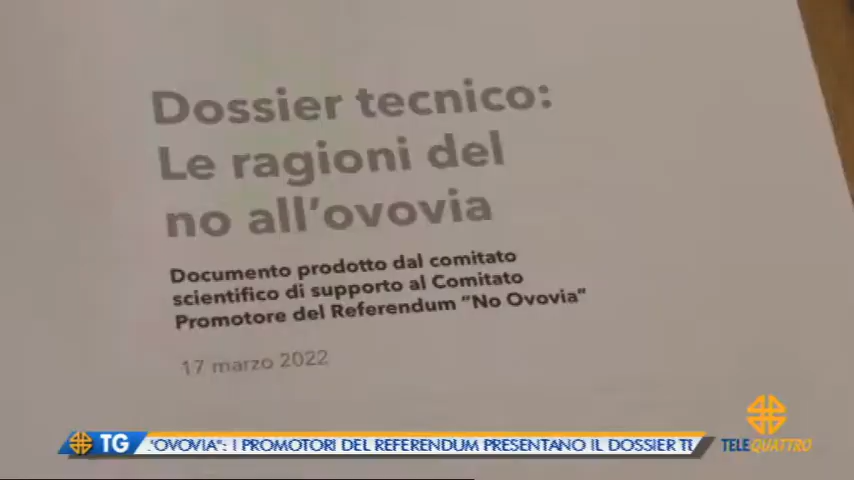 Dossier tecnico:
Le ragioni del
no all'ovovia
Documento prodotto dal comitato
scientifico di supporto al Comitato
Promotore del Referendum "No Ovovia"
17 marzo 2022
TG
"OVOVIA": I PROMOTORI DEL REFERENDUM PRESENTANO IL DOSSIER TE
TELEQUATTRO